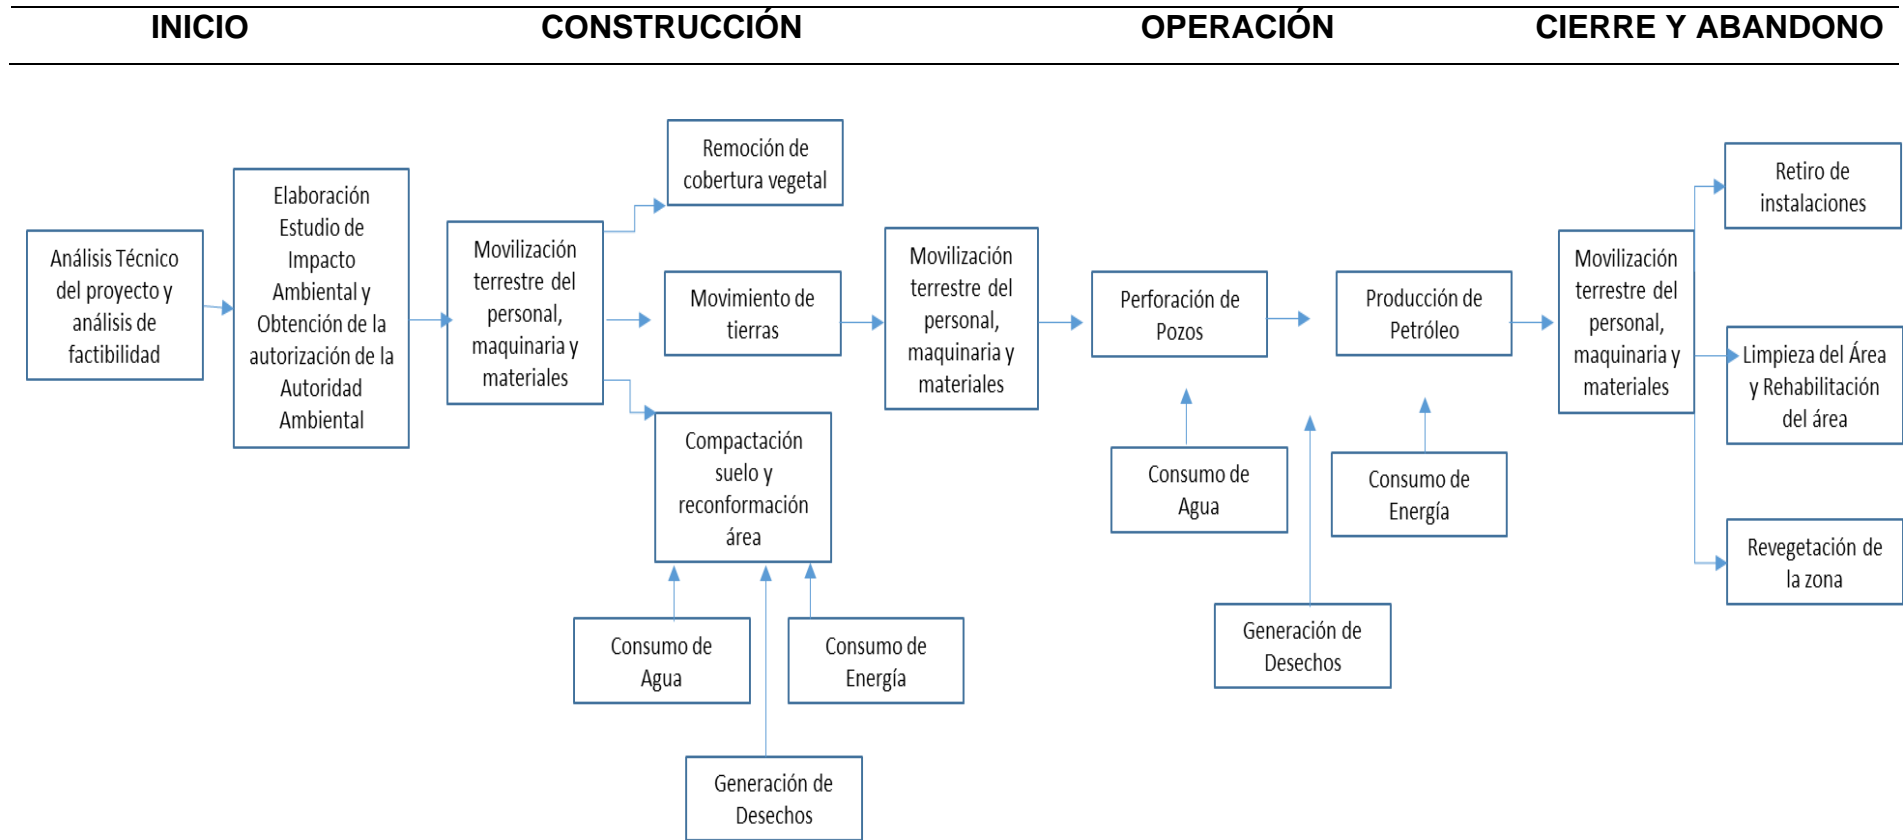 INICIO
CONSTRUCCIÓN
OPERACIÓN
CIERRE Y ABANDONO
Análisis Técnico
del proyecto y
análisis de
factibilidad
Elaboración
Estudio de
Impacto
Ambiental y
Obtención de la
autorización de la
Autoridad
Ambiental
Movilización
terrestre del
personal,
maquinaria y
materiales
Remoción de
cobertura vegetal
Movimiento de
tierras
Compactación
suelo y
reconformación
área
Consumo de
Agua
Consumo de
Energía
Generación de
Desechos
Movilización
terrestre del
personal,
maquinaria y
materiales
Perforación de
Pozos
Producción de
Petróleo
Consumo de
Agua
Consumo de
Energía
Generación de
Desechos
Movilización
terrestre del
personal,
maquinaria y
materiales
Retiro de
instalaciones
Limpieza del Área
y Rehabilitación
del área
Revegetación de
la zona